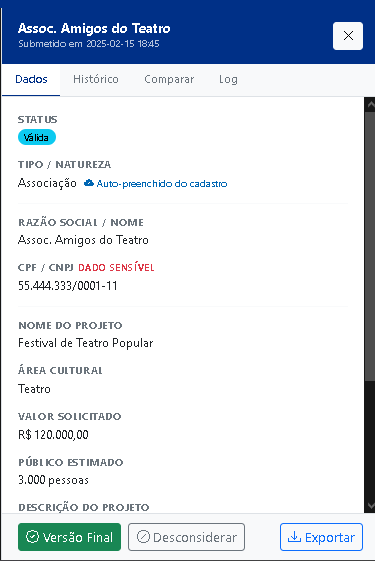 Assoc. Amigos do Teatro
Submetido em 2025-02-15 18:45
Dados Histórico Comparar Log
STATUS
Válida
TIPO / NATUREZA
Associação Auto-preenchido do cadastro
RAZÃO SOCIAL / NOME
Assoc. Amigos do Teatro
CPF / CNPJ DADO SENSÍVEL
55.444.333/0001-11
NOME DO PROJETO
Festival de Teatro Popular
ÁREA CULTURAL
Teatro
VALOR SOLICITADO
R$ 120.000,00
PÚBLICO ESTIMADO
3.000 pessoas
DESCRIÇÃO DO PROJETO
Versão Final Desconsiderar Exportar